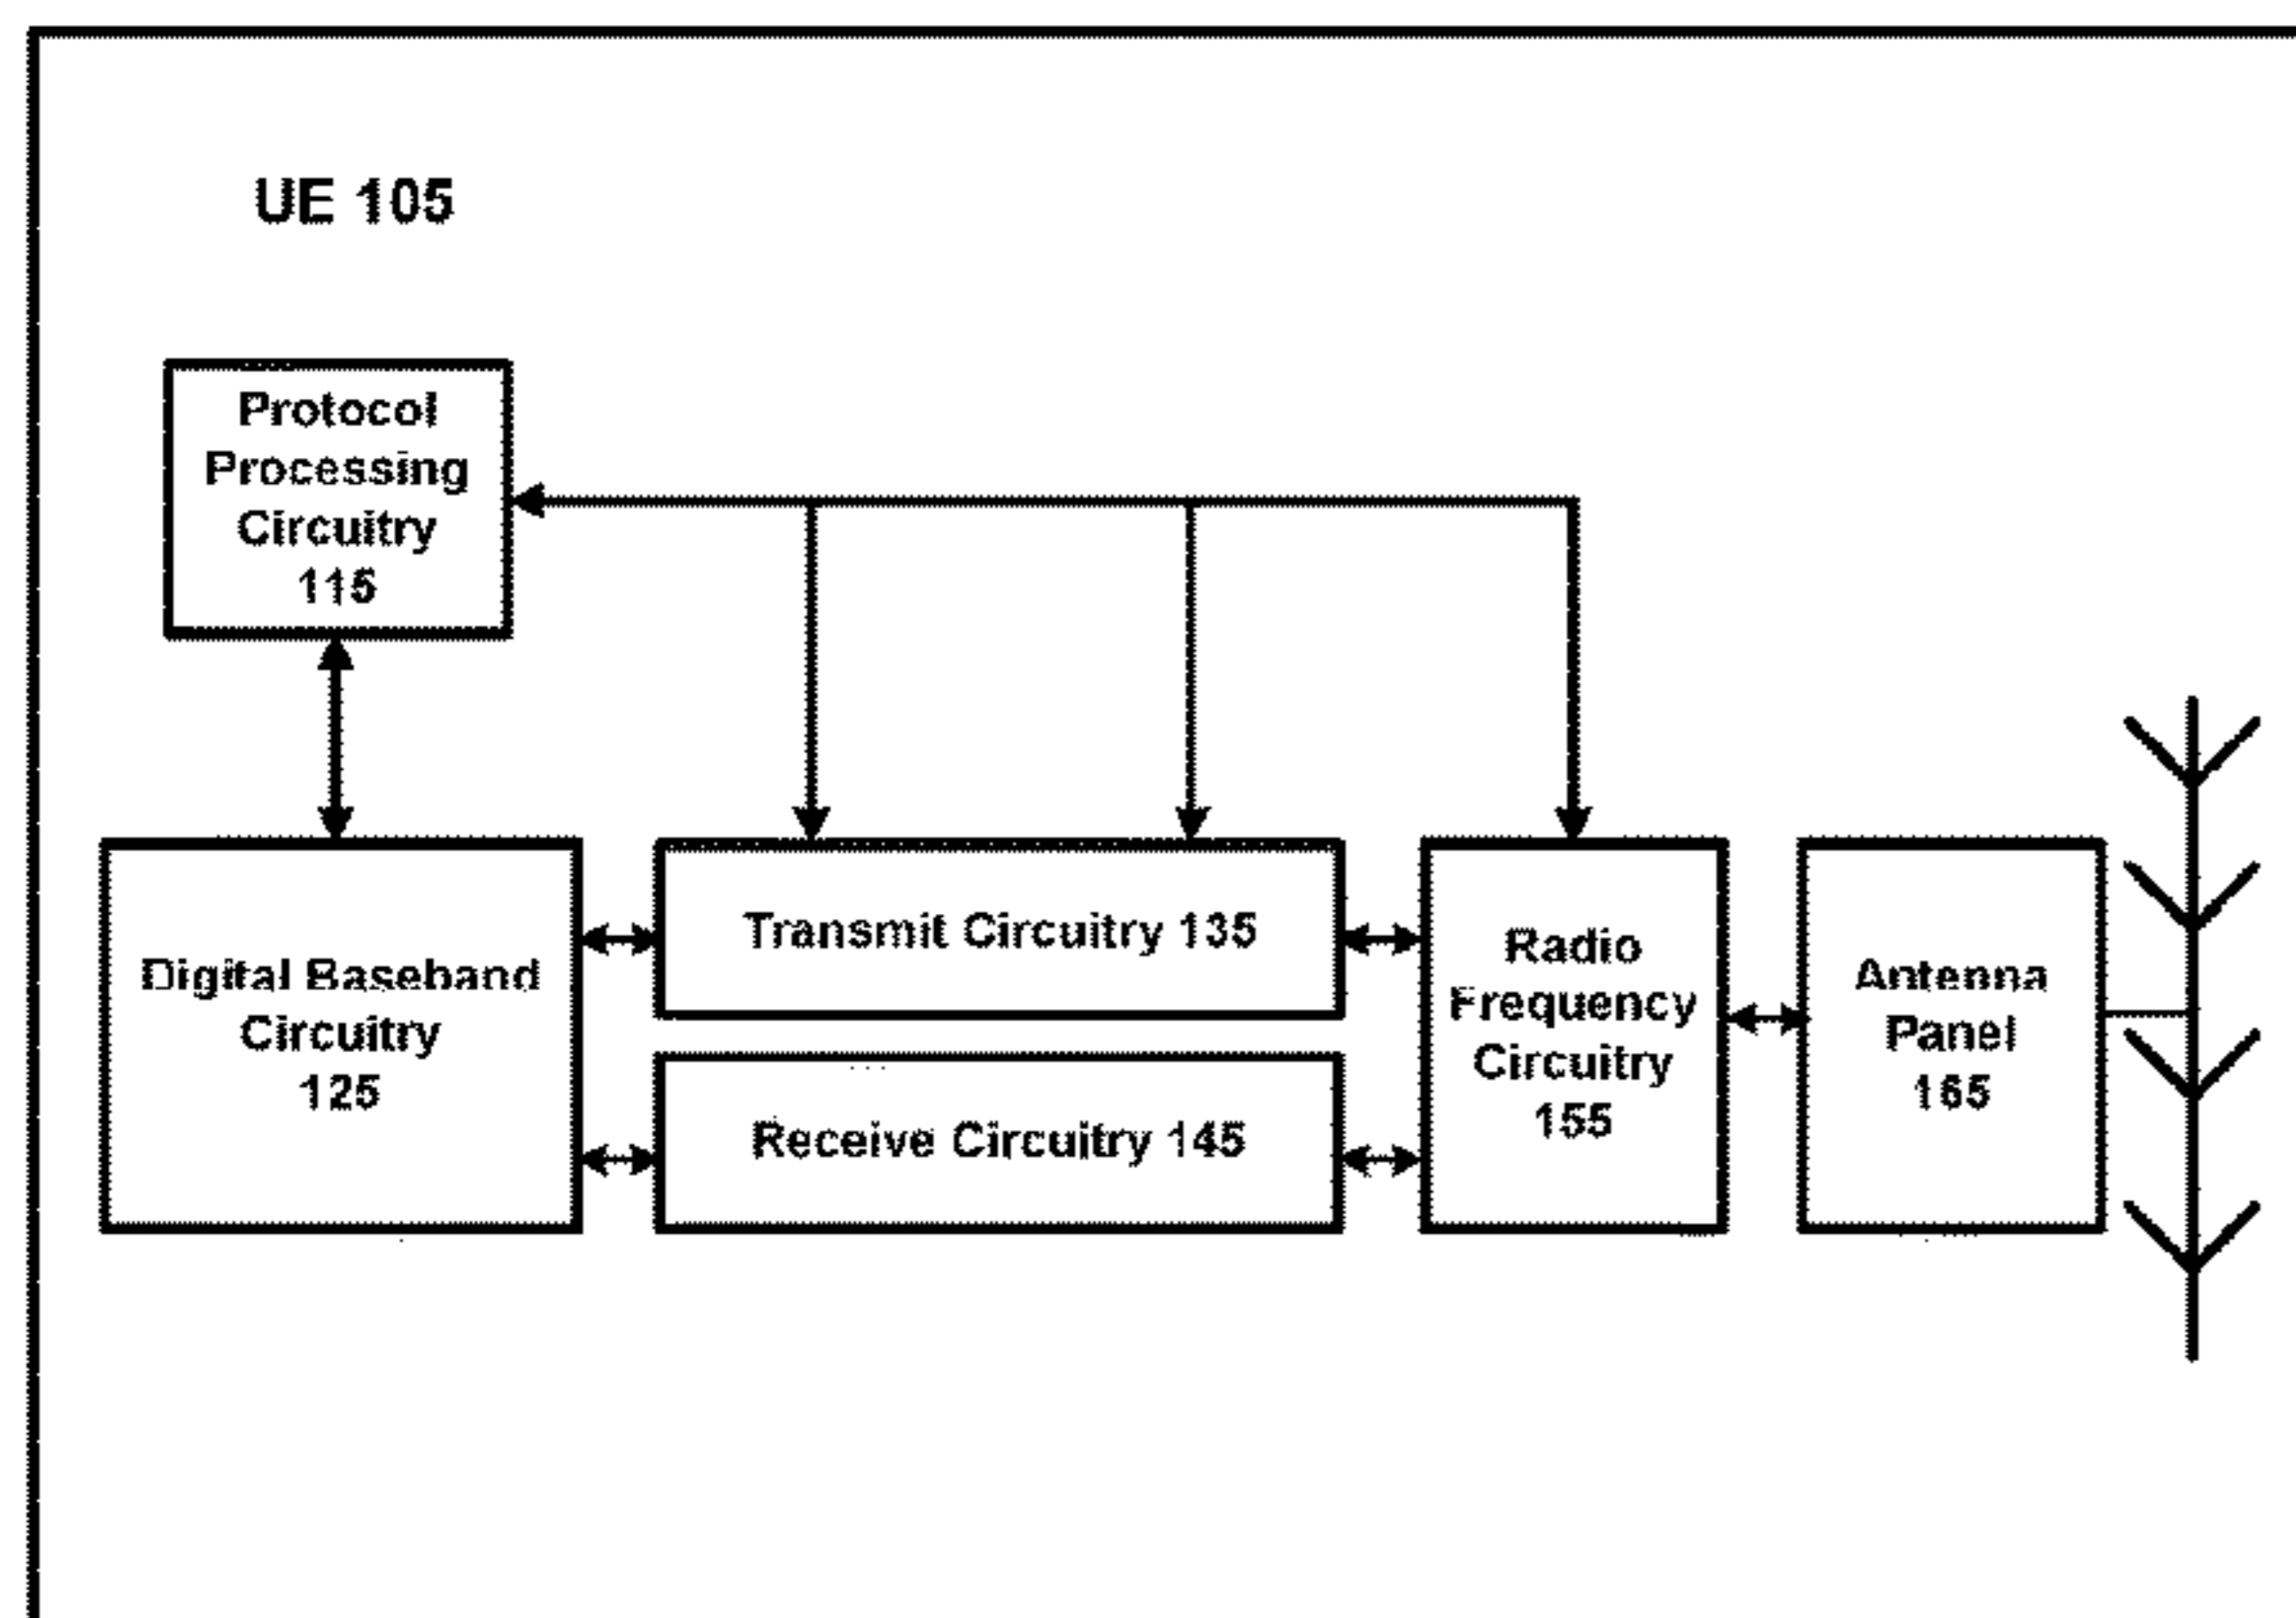 UE 105
Protocol
Processing
Circuitry
115
Digital Baseband
Circuitry
125
Transmit Circuitry 135
Receive Circuitry 145
Radio
Frequency
Circuitry
155
Antenna
Panel
165